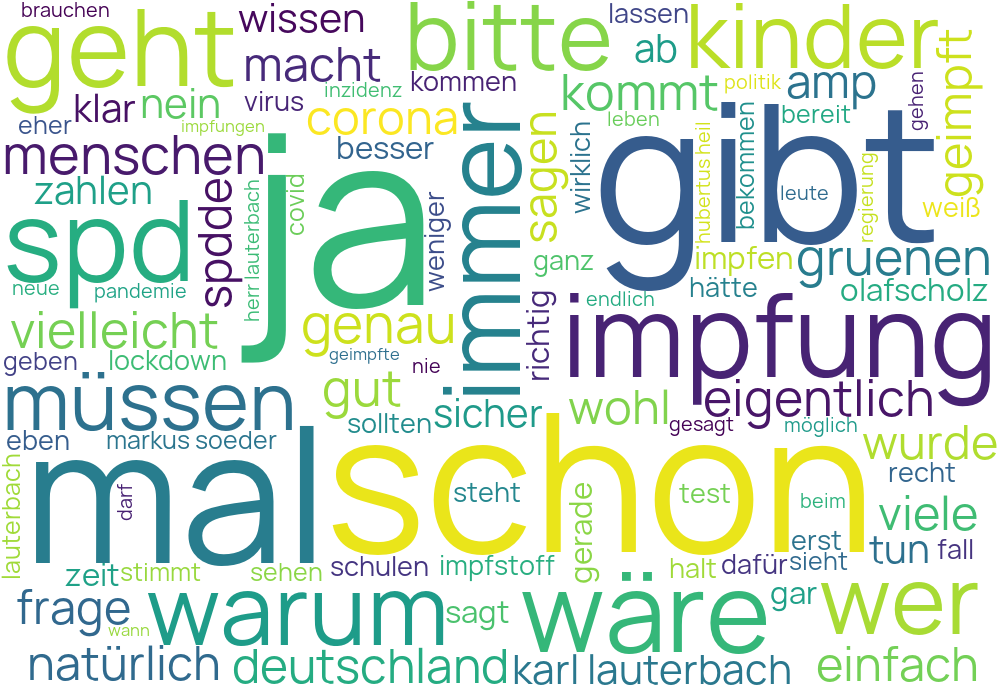 brauchen
geht
wissen
bitte
lassen
kinder
ab
macht
kommen
klar
nein
virus
inzidenz
kommt
politik
amp
gehen
geimpft
eher
impfungen
corona
leben
bereit
menschen
besser
immer
sagen
wirklich
gibt
hubertus heil
bekommen
leute
regierung
weiß
zahlen
spdden
herr lauterbach
covid
ja
weniger
spd
ganz
impfen
gruenen
neue
pandemie
hätte
olafscholz
endlich
richtig
impfung
vielleicht
genau
geben
lockdown
geimpfte
nie
müssen
gut
sicher
wohl
eigentlich
sollten
gesagt
möglich
eben
markus soeder
wurde
mal
schon
recht
lauterbach
darf
steht
gerade
test
beim
viele
erst
tun
fall
zeit
stimmt
sehen
schulen
impfstoff
halt
dafür
sieht
frage
wann
warum
sagt
wäre
gar
wer
natürlich
deutschland
karl lauterbach
einfach